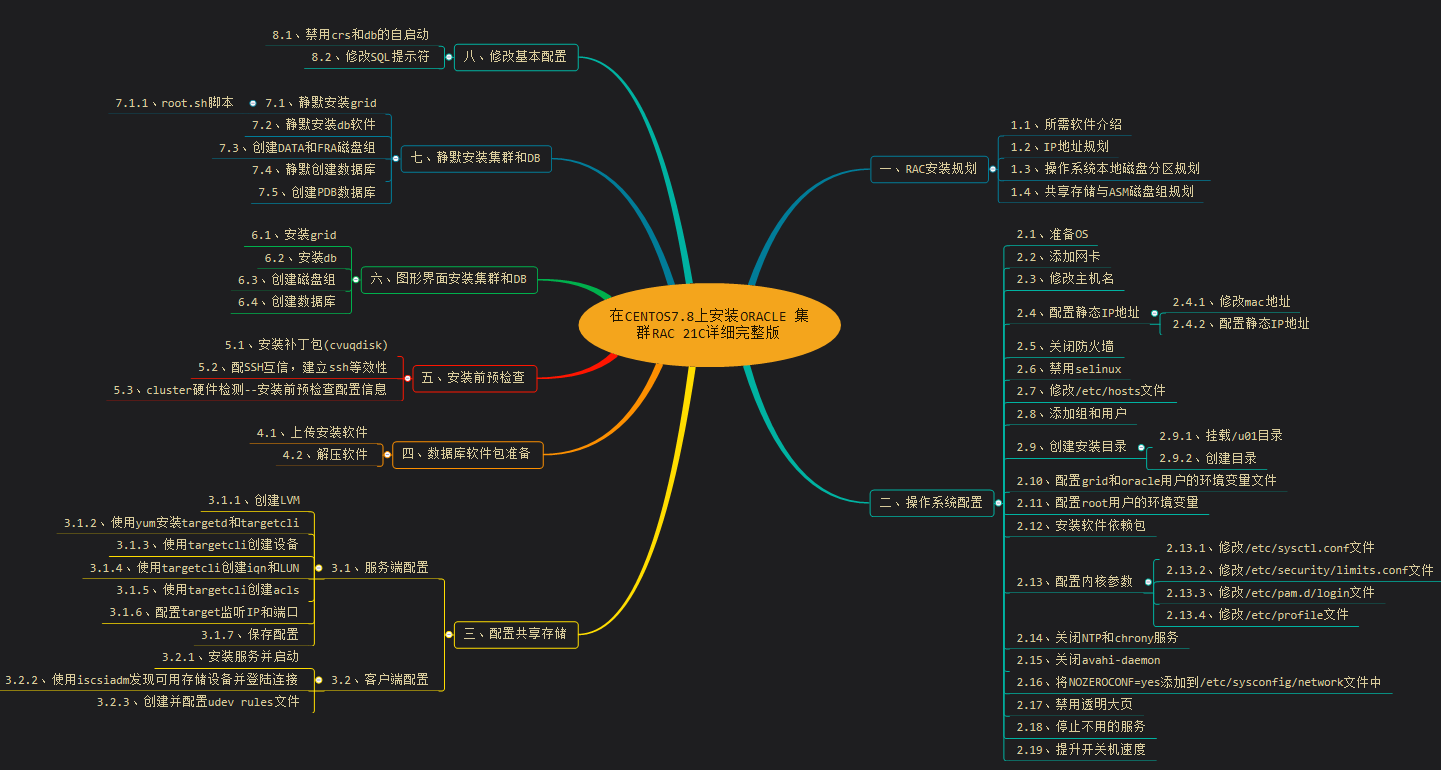 在CENTOS7.8上安装ORACLE 集
群RAC 21C详细完整版
一、RAC安装规划
1.1、所需软件介绍
1.2、IP地址规划
1.3、操作系统本地磁盘分区规划
1.4、共享存储与ASM磁盘组规划
二、操作系统配置
2.1、准备OS
2.2、添加网卡
2.3、修改主机名
2.4、配置静态IP地址
2.4.1、修改mac地址
2.4.2、配置静态IP地址
2.5、关闭防火墙
2.6、禁用selinux
2.7、修改/etc/hosts文件
2.8、添加组和用户
2.9、创建安装目录
2.9.1、挂载/u01目录
2.9.2、创建目录
2.10、配置grid和oracle用户的环境变量文件
2.11、配置root用户的环境变量
2.12、安装软件依赖包
2.13、配置内核参数
2.13.1、修改/etc/sysctl.conf文件
2.13.2、修改/etc/security/limits.conf文件
2.13.3、修改/etc/pam.d/login文件
2.13.4、修改/etc/profile文件
2.14、关闭NTP和chrony服务
2.15、关闭avahi-daemon
2.16、将NOZEROCONF=yes添加到/etc/sysconfig/network文件中
2.17、禁用透明大页
2.18、停止不用的服务
2.19、提升开关机速度
三、配置共享存储
3.1、服务端配置
3.1.1、创建LVM
3.1.2、使用yum安装targetd和targetcli
3.1.3、使用targetcli创建设备
3.1.4、使用targetcli创建iqn和LUN
3.1.5、使用targetcli创建acls
3.1.6、配置target监听IP和端口
3.1.7、保存配置
3.2、客户端配置
3.2.1、安装服务并启动
3.2.2、使用iscsiadm发现可用存储设备并登陆连接
3.2.3、创建并配置udev rules文件
四、数据库软件包准备
4.1、上传安装软件
4.2、解压软件
五、安装前预检查
5.1、安装补丁包(cvuqdisk)
5.2、配SSH互信，建立ssh等效性
5.3、cluster硬件检测--安装前预检查配置信息
六、图形界面安装集群和DB
6.1、安装grid
6.2、安装db
6.3、创建磁盘组
6.4、创建数据库
七、静默安装集群和DB
7.1、静默安装grid
7.1.1、root.sh脚本
7.2、静默安装db软件
7.3、创建DATA和FRA磁盘组
7.4、静默创建数据库
7.5、创建PDB数据库
八、修改基本配置
8.1、禁用crs和db的自启动
8.2、修改SQL提示符